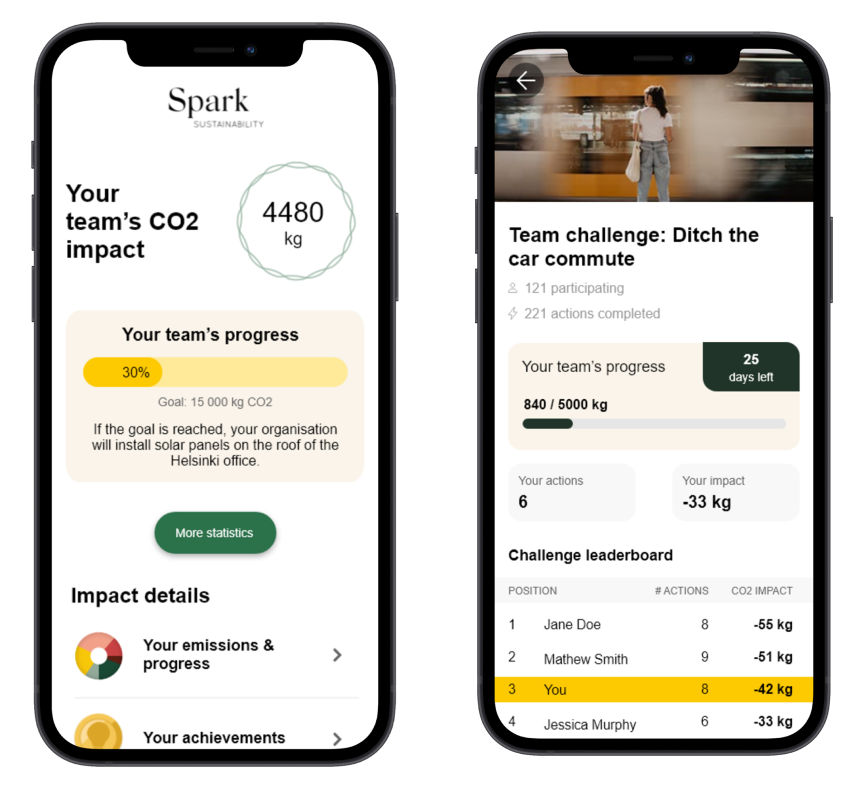 Spark
SUSTAINABILITY
Your
team's CO2
impact
4480
kg
Your team's progress
30%
Goal: 15 000 kg CO2
If the goal is reached, your organisation
will install solar panels on the roof of the
Helsinki office.
More statistics
Impact details
Your emissions &
progress
Your achievements
Team challenge: Ditch the
car commute
121 participating
221 actions completed
Your team's progress
25
days left
840 / 5000 kg
Your actions
6
Your impact
-33 kg
Challenge leaderboard
POSITION # ACTIONS CO2 IMPACT
1 Jane Doe 8 -55 kg
2 Mathew Smith 9 -51 kg
3 You 8 -42 kg
4 Jessica Murphy 6 -33 kg